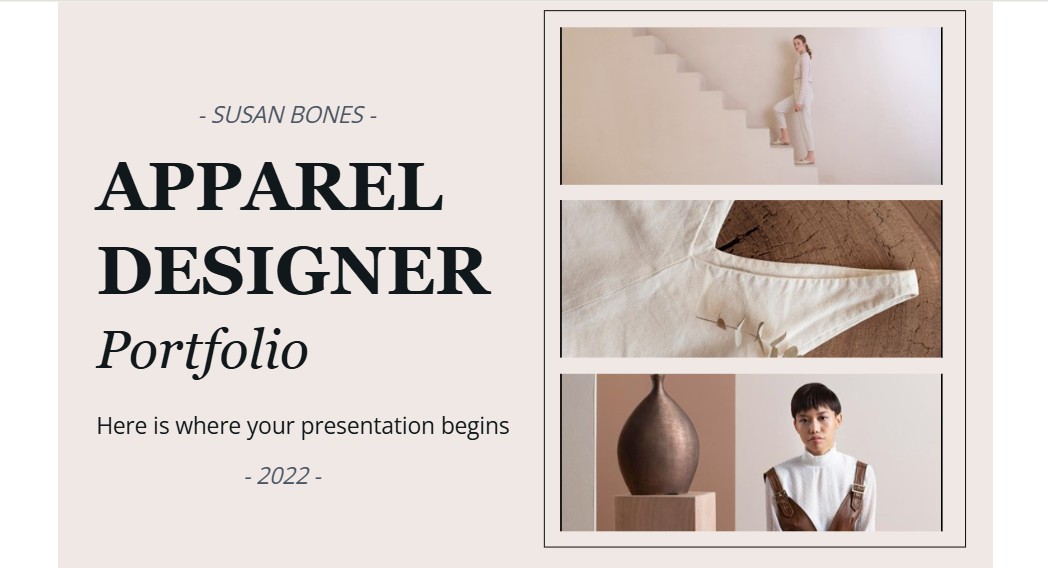 - SUSAN BONES -
APPAREL
DESIGNER
Portfolio
Here is where your presentation begins
- 2022 -